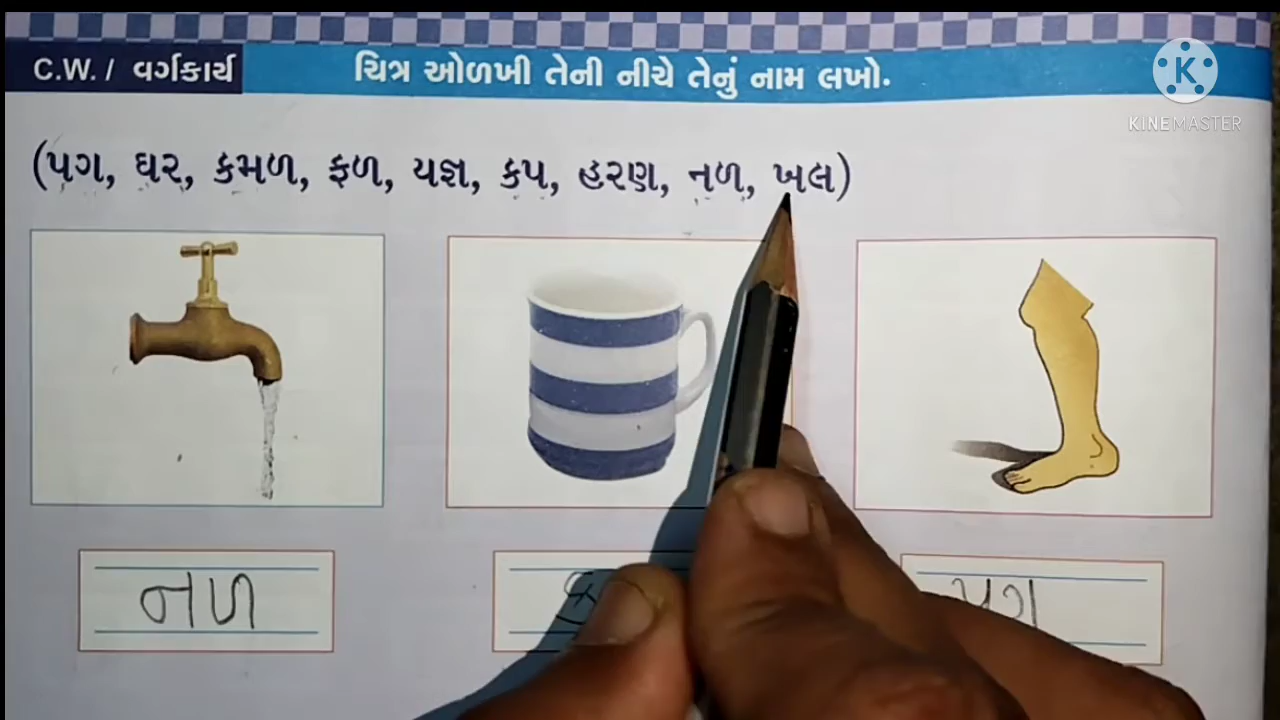 C.W. / વર્ગકાર્ય ચિત્ર ઓળખી તેની નીચે તેનું નામ લખો.
K
KINEMASTER
(પગ, ઘર, કમળ, ફળ, યજ્ઞ, કપ, હરણ, નળ, ખલ)
નળ પગ